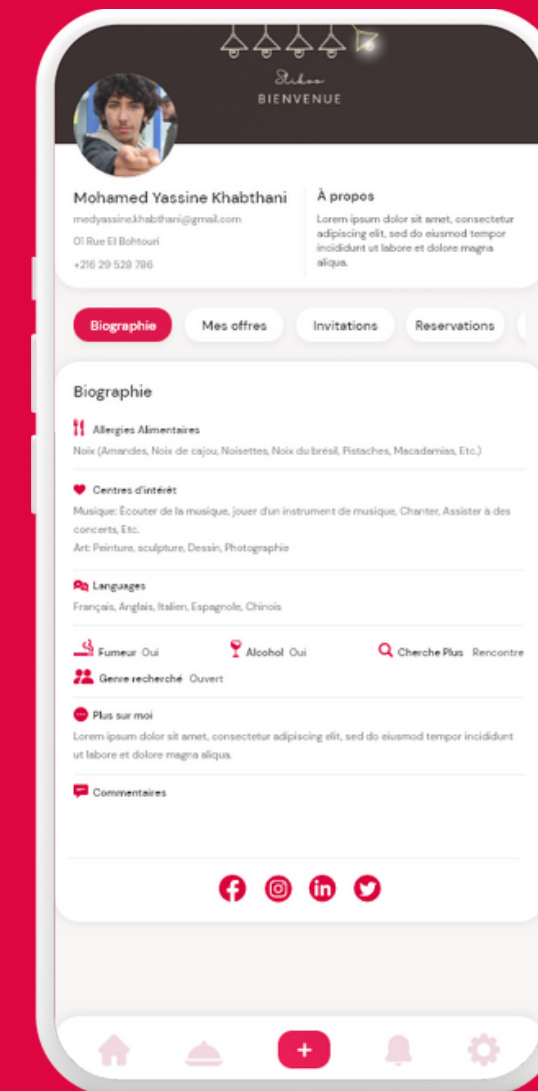 Stikoo
BIENVENUE
Mohamed Yassine Khabthani
medyassine.khabthani@gmail.com
01 Rue El Bohtouri
+216 29 528 786
À propos
Lorem ipsum dolor sit amet, consectetur
adipiscing elit, sed do eiusmod tempor
incididunt ut labore et dolore magna
aliqua.
Biographie
Mes offres
Invitations
Reservations
Biographie
Allergies Alimentaires
Noix (Amandes, Noix de cajou, Noisettes, Noix du brésil, Pistaches, Macadamias, Etc.)
Centres d'intérêt
Musique: Écouter de la musique, jouer d'un instrument de musique, Chanter, Assister à des
concerts, Etc.
Art: Peinture, sculpture, Dessin, Photographie
Languages
Français, Anglais, Italien, Espagnole, Chinois
Fumeur Oui
Alcohol Oui
Cherche Plus Rencontre
Genre recherché Ouvert
Plus sur moi
Lorem ipsum dolor sit amet, consectetur adipiscing elit, sed do eiusmod tempor incididunt
ut labore et dolore magna aliqua.
Commentaires